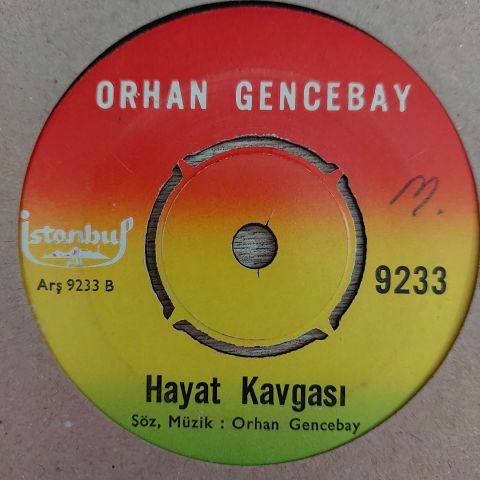 ORHAN GENCEBAY
m.
istanbul
Arş 9233 B
9233
Hayat Kavgası
Söz, Müzik : Orhan Gencebay